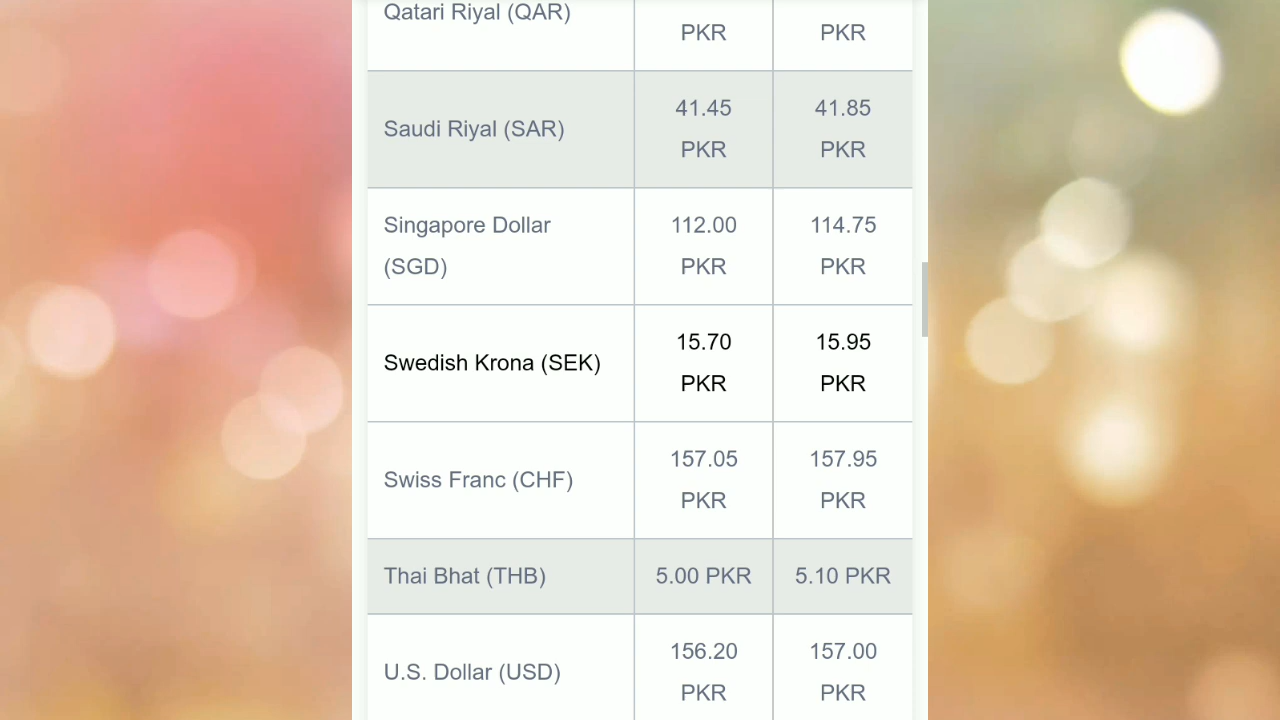 Qatari Riyal (QAR)
PKR
PKR
Saudi Riyal (SAR)
41.45
PKR
41.85
PKR
Singapore Dollar
(SGD)
112.00
PKR
114.75
PKR
Swedish Krona (SEK)
15.70
PKR
15.95
PKR
Swiss Franc (CHF)
157.05
PKR
157.95
PKR
Thai Bhat (THB)
5.00 PKR
5.10 PKR
U.S. Dollar (USD)
156.20
PKR
157.00
PKR